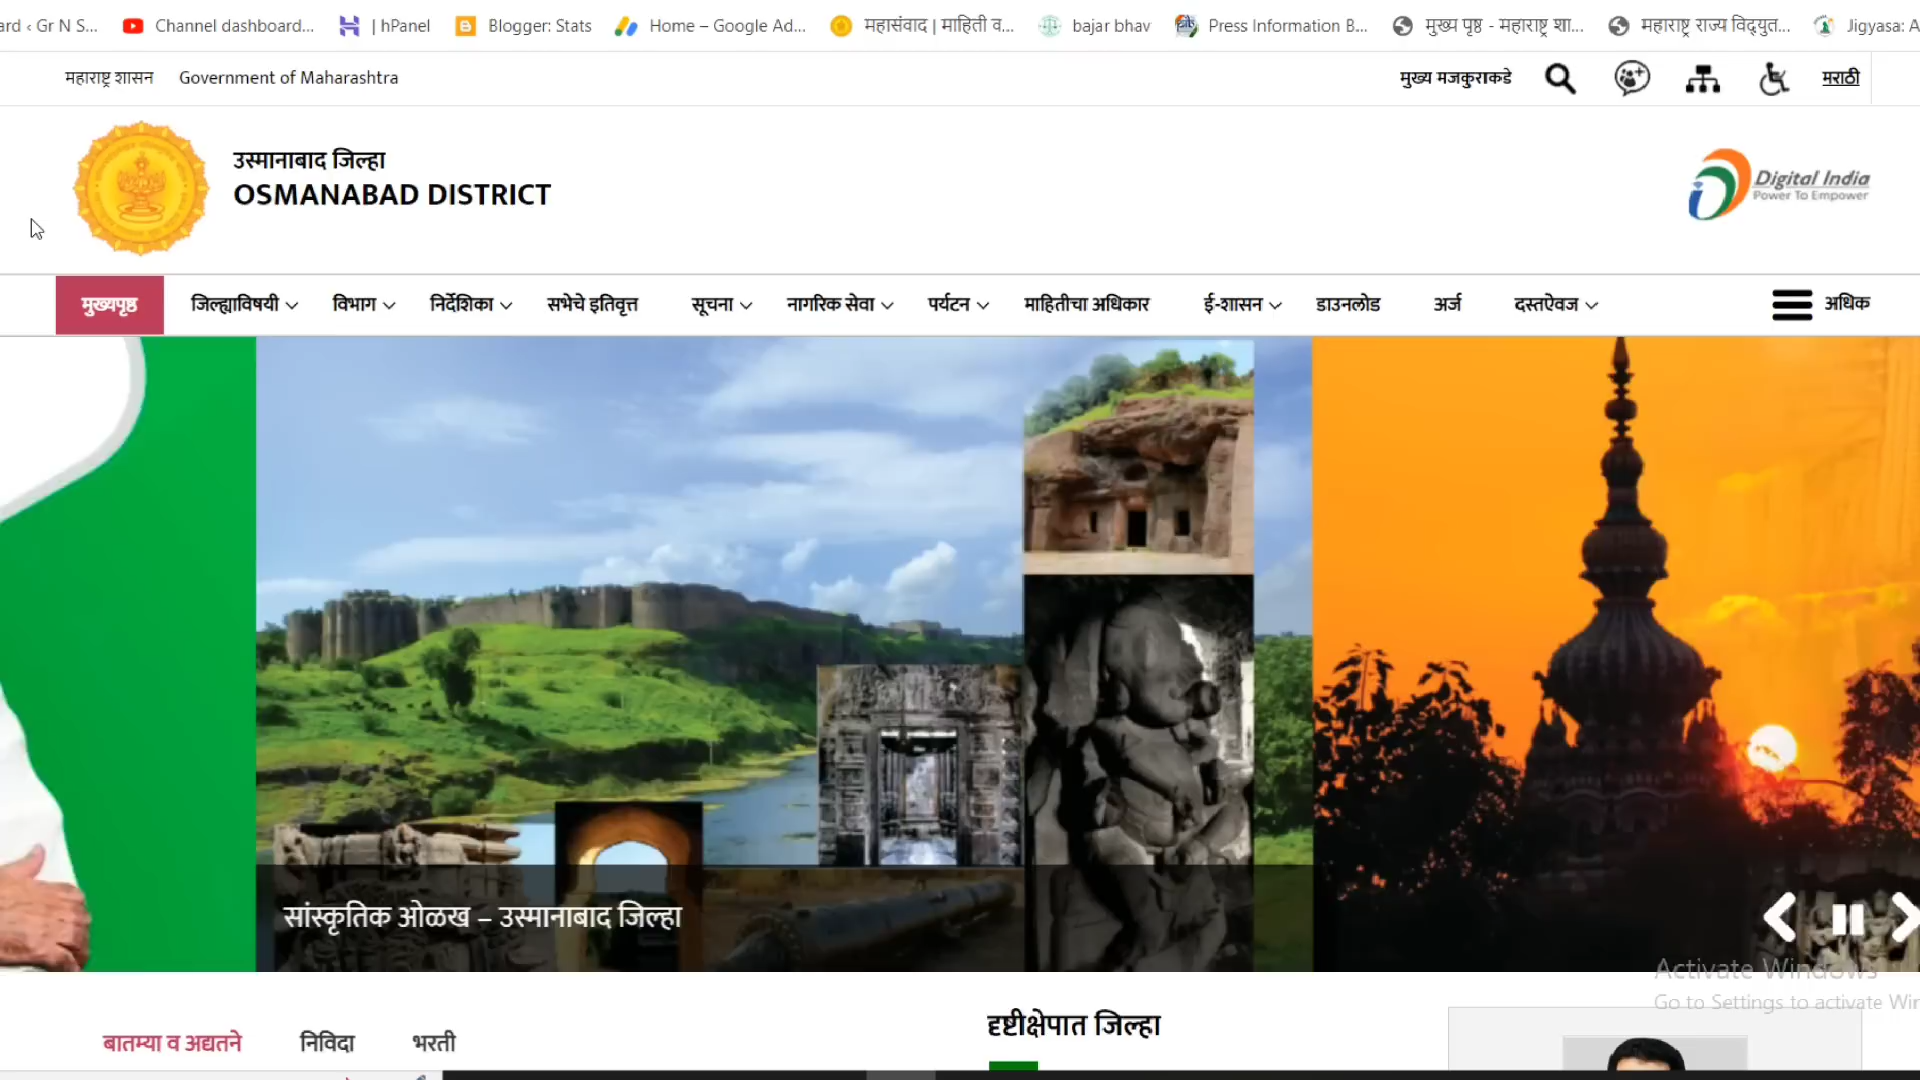 ard ‹ Gr N S...
Channel dashboard...
| hPanel
Blogger: Stats
Home – Google Ad...
महासंवाद | माहिती व...
bajar bhav
Press Information B...
मुख्य पृष्ठ - महाराष्ट्र शा...
महाराष्ट्र राज्य विद्युत...
Jigyasa: A
महाराष्ट्र शासन
Government of Maharashtra
मुख्य मजकुराकडे
मराठी
उस्मानाबाद जिल्हा
OSMANABAD DISTRICT
Digital India
Power To Empower
मुख्यपृष्ठ
जिल्ह्याविषयी
विभाग
निर्देशिका
सभेचे इतिवृत्त
सूचना
नागरिक सेवा
पर्यटन
माहितीचा अधिकार
ई-शासन
डाउनलोड
अर्ज
दस्तऐवज
अधिक
सांस्कृतिक ओळख – उस्मानाबाद जिल्हा
Activate Windows
Go to Settings to activate Win
बातम्या व अद्यतने
निविदा
भरती
दृष्टीक्षेपात जिल्हा